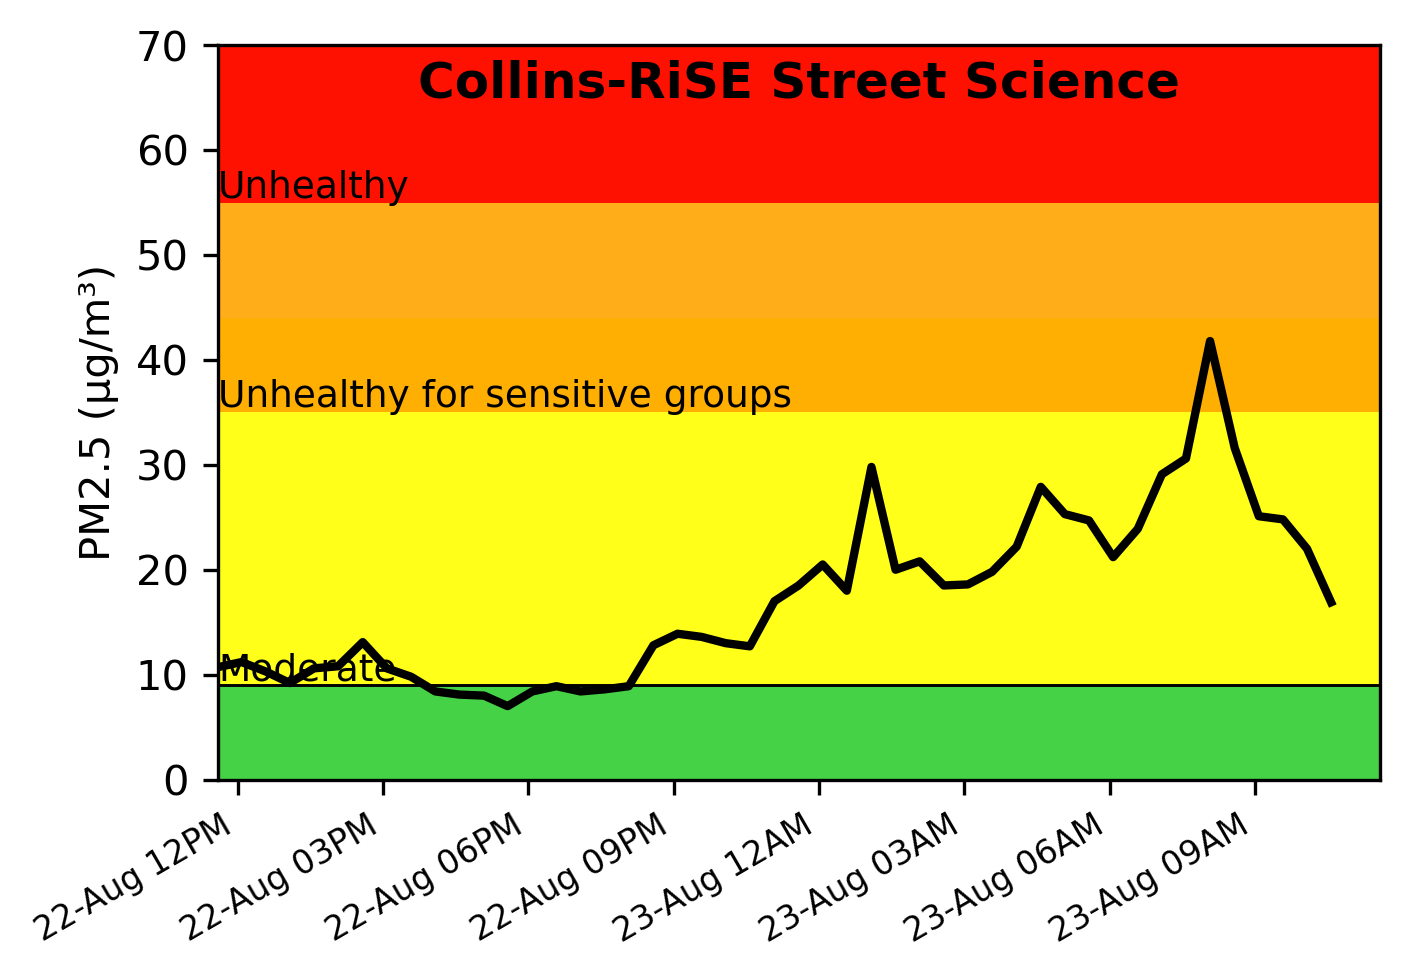 Collins-RiSE Street Science
70
60
50
40
30
20
10
0
PM2.5 (µg/m³)
Unhealthy
Unhealthy for sensitive groups
Moderate
22-Aug 12PM
22-Aug 03PM
22-Aug 06PM
22-Aug 09PM
23-Aug 12AM
23-Aug 03AM
23-Aug 06AM
23-Aug 09AM